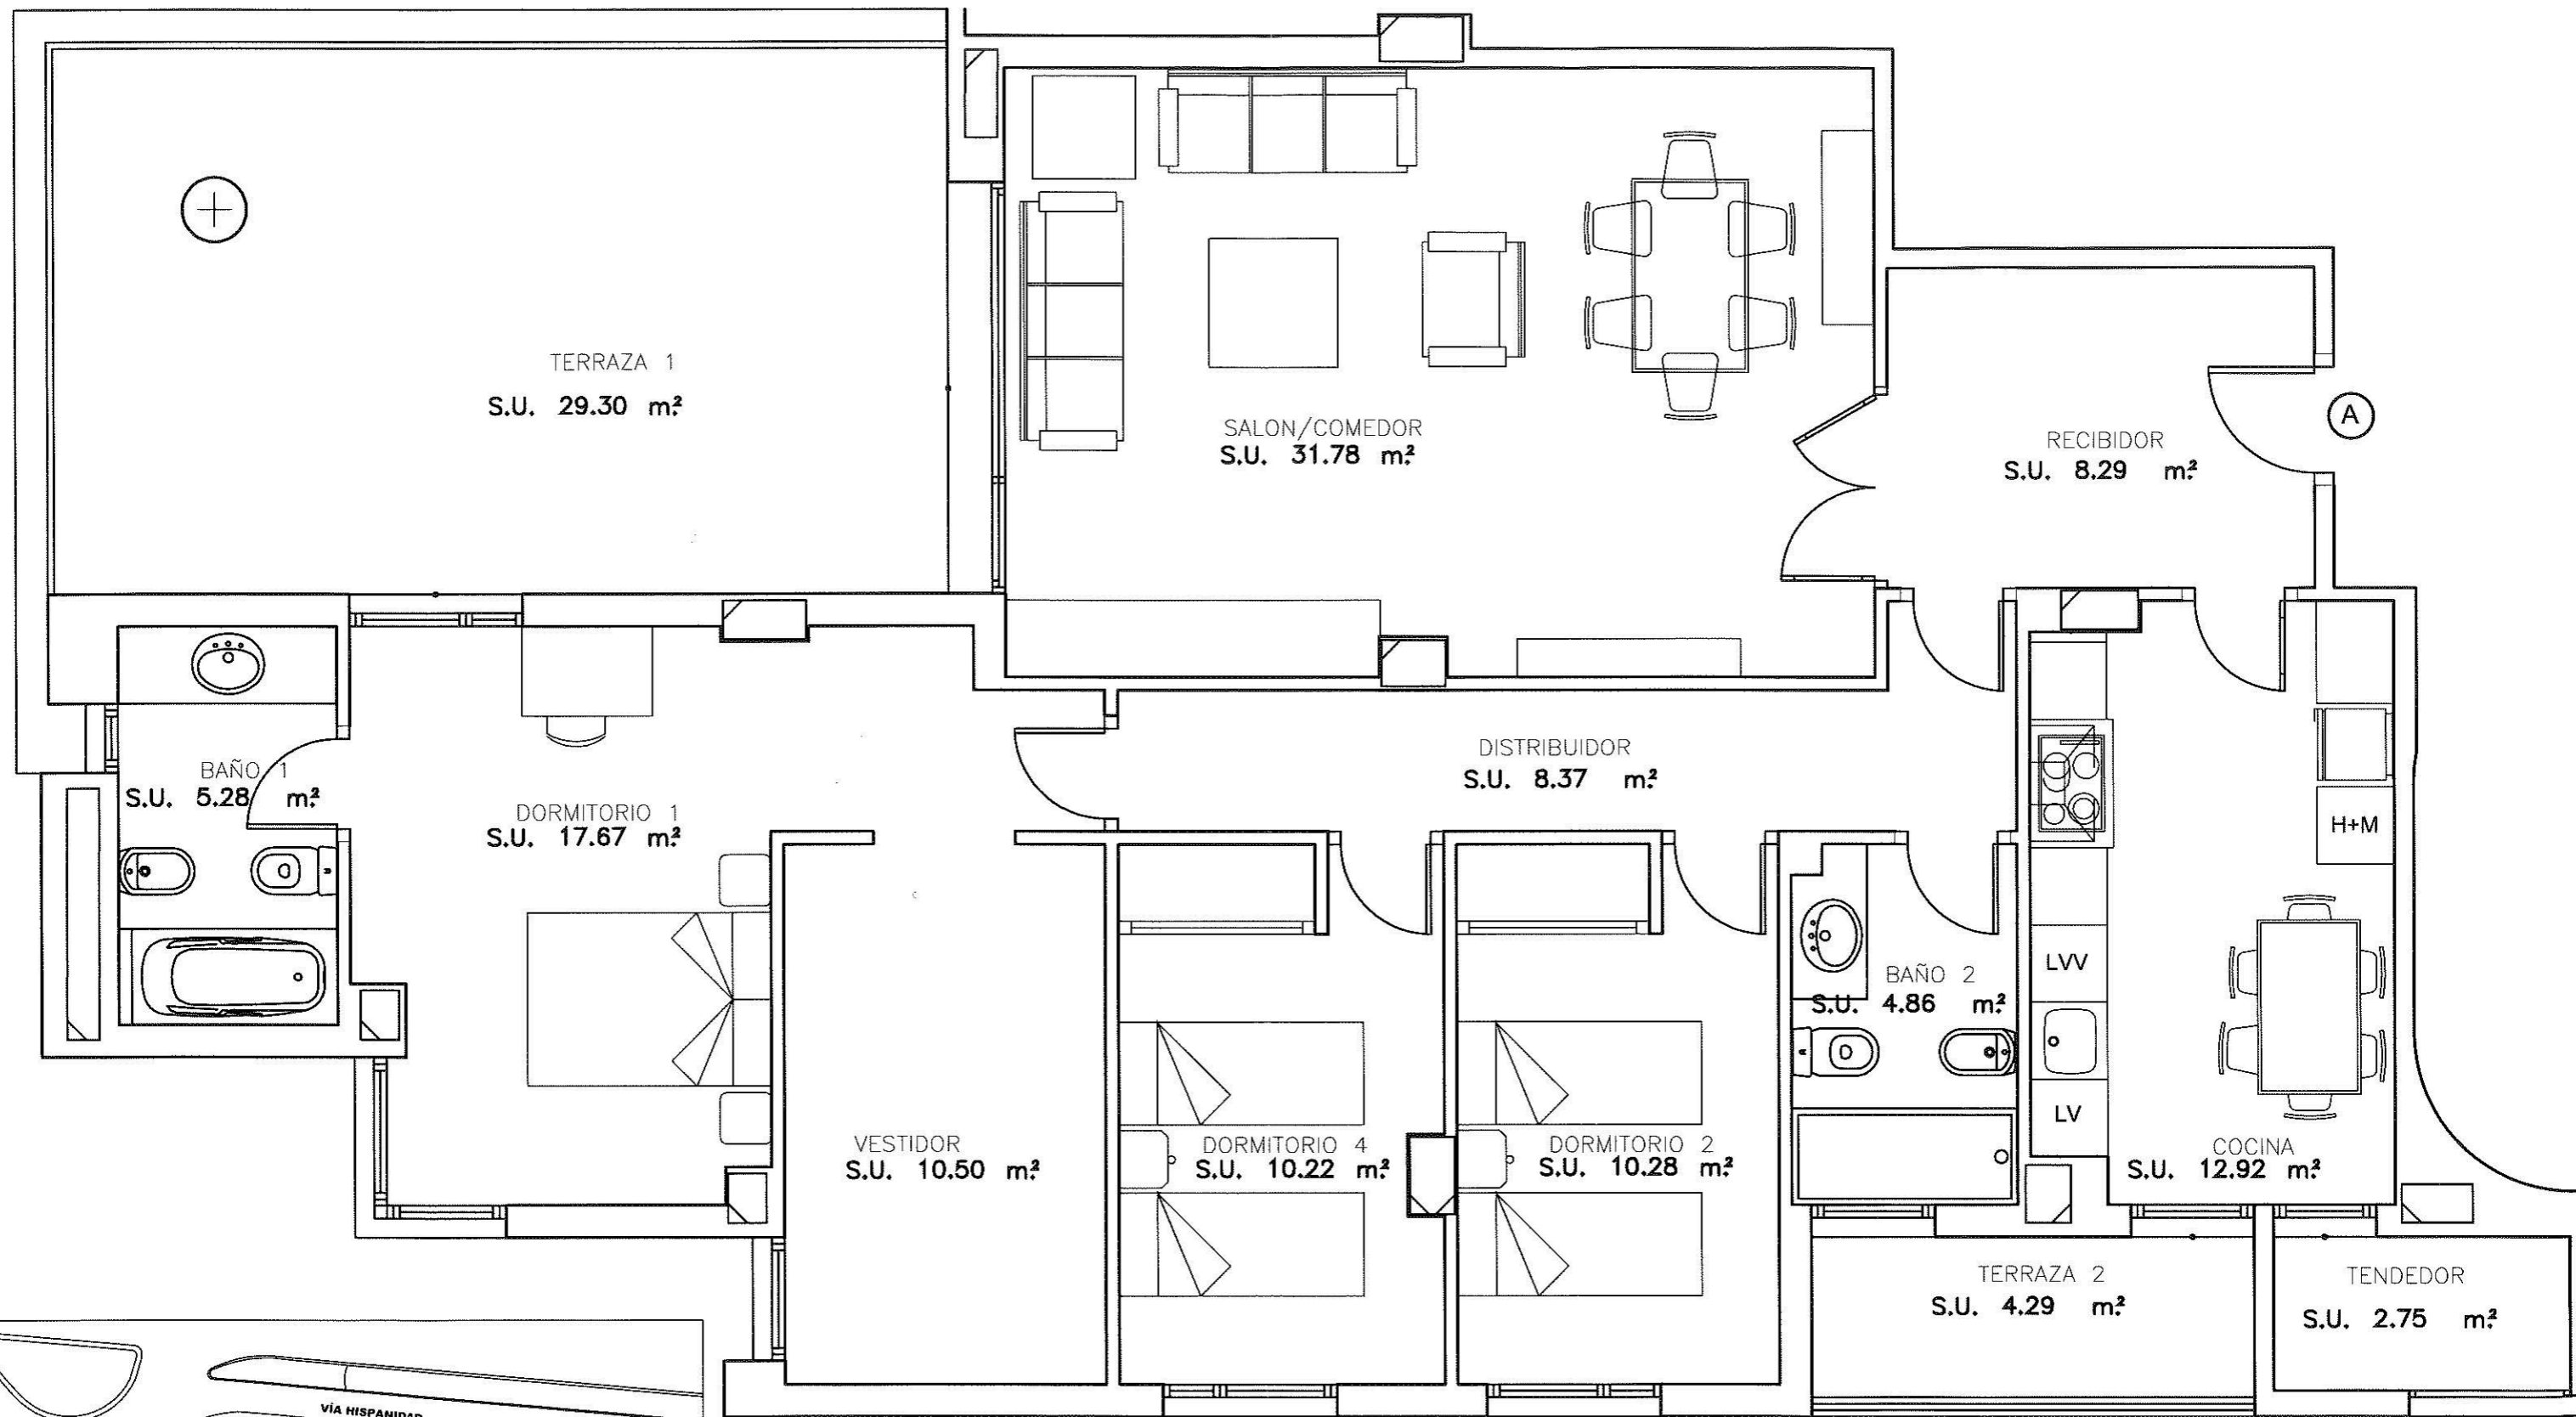 TERRAZA 1
S.U. 29.30 m²
SALON/COMEDOR
S.U. 31.78 m²
RECIBIDOR
S.U. 8.29 m²
A
BAÑO 1
S.U. 5.28 m²
DORMITORIO 1
S.U. 17.67 m²
DISTRIBUIDOR
S.U. 8.37 m²
H+M
LVV
BAÑO 2
S.U. 4.86 m²
LV
VESTIDOR
S.U. 10.50 m²
DORMITORIO 4
S.U. 10.22 m²
DORMITORIO 2
S.U. 10.28 m²
COCINA
S.U. 12.92 m²
TERRAZA 2
S.U. 4.29 m²
TENDEDOR
S.U. 2.75 m²
VÍA HISPANIDAD